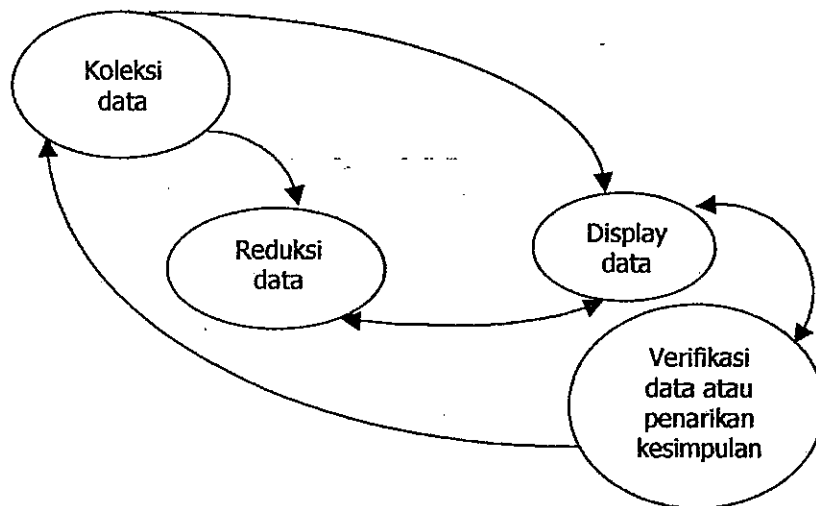 Koleksi
data
Reduksi
data
Display
data
Verifikasi
data atau
penarikan
kesimpulan